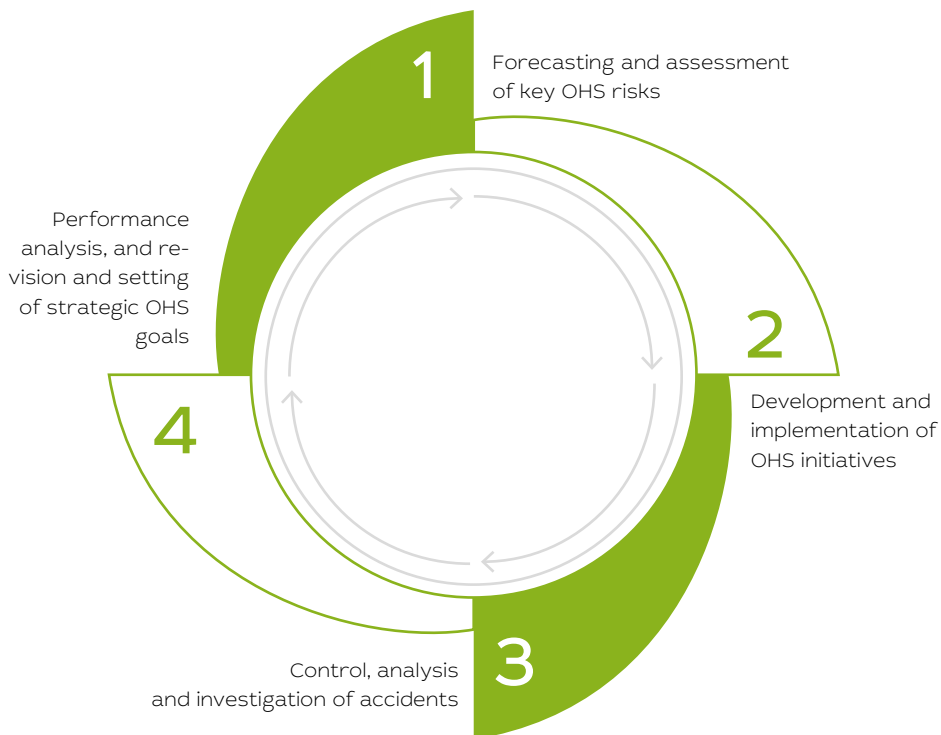 1
Forecasting and assessment
of key OHS risks
2
Development and
implementation of
OHS initiatives
3
Control, analysis
and investigation of accidents
4
Performance
analysis, and re-
vision and setting
of strategic OHS
goals